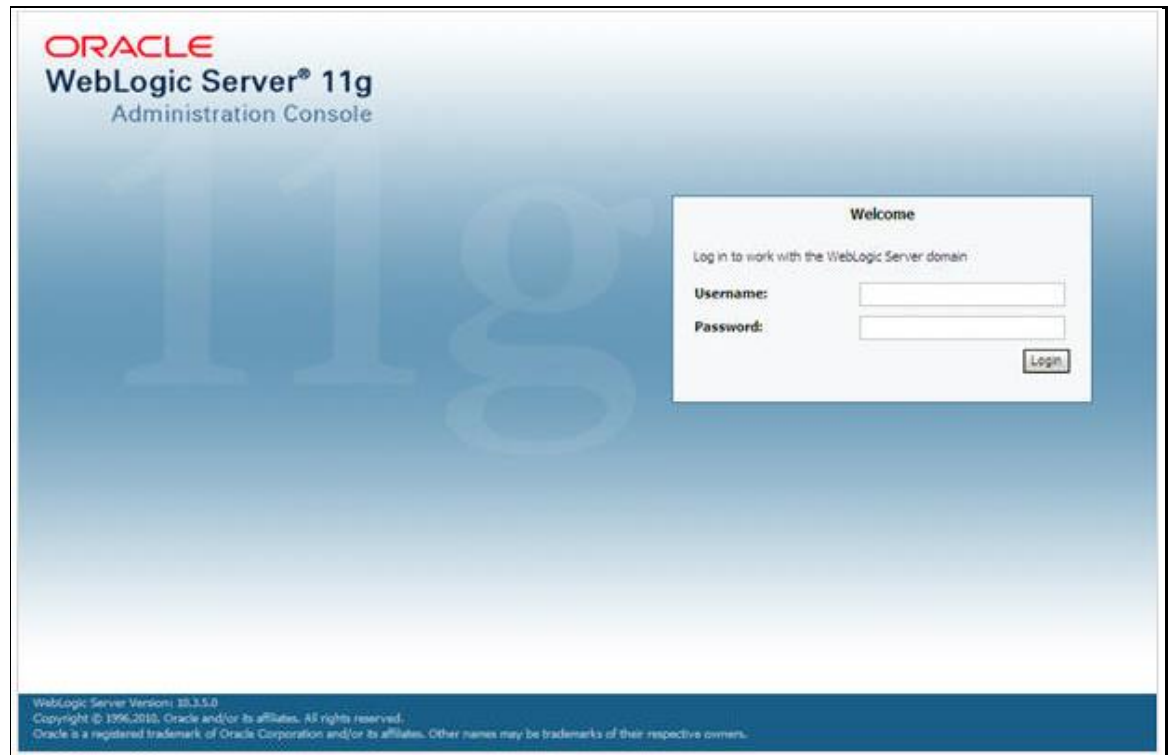 ORACLE
WebLogic Server® 11g
Administration Console
11g
Welcome
Log in to work with the WebLogic Server domain
Username:
Password:
Login
WebLogic Server Version: 10.3.5.0
Copyright © 1996,2010, Oracle and/or its affiliates. All rights reserved.
Oracle is a registered trademark of Oracle Corporation and/or its affiliates. Other names may be trademarks of their respective owners.